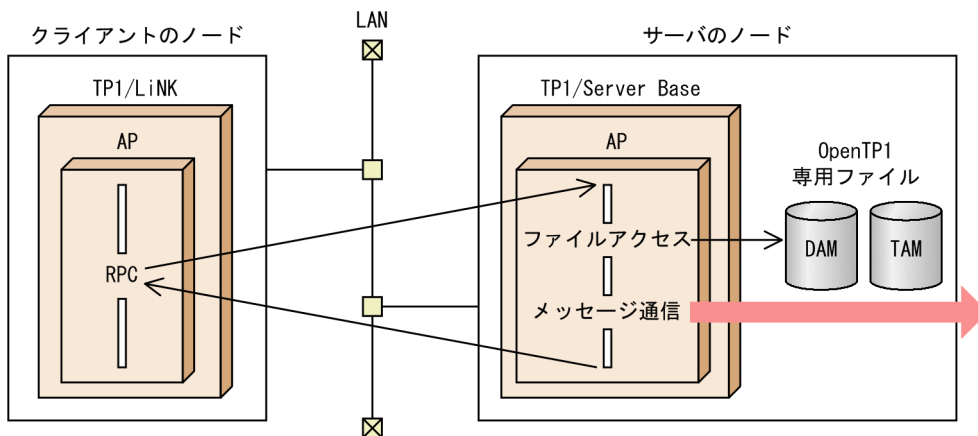 LAN
クライアントのノード
サーバのノード
TP1/LiNK
TP1/Server Base
AP
AP
OpenTP1
専用ファイル
ファイルアクセス
DAM
TAM
RPC
メッセージ通信